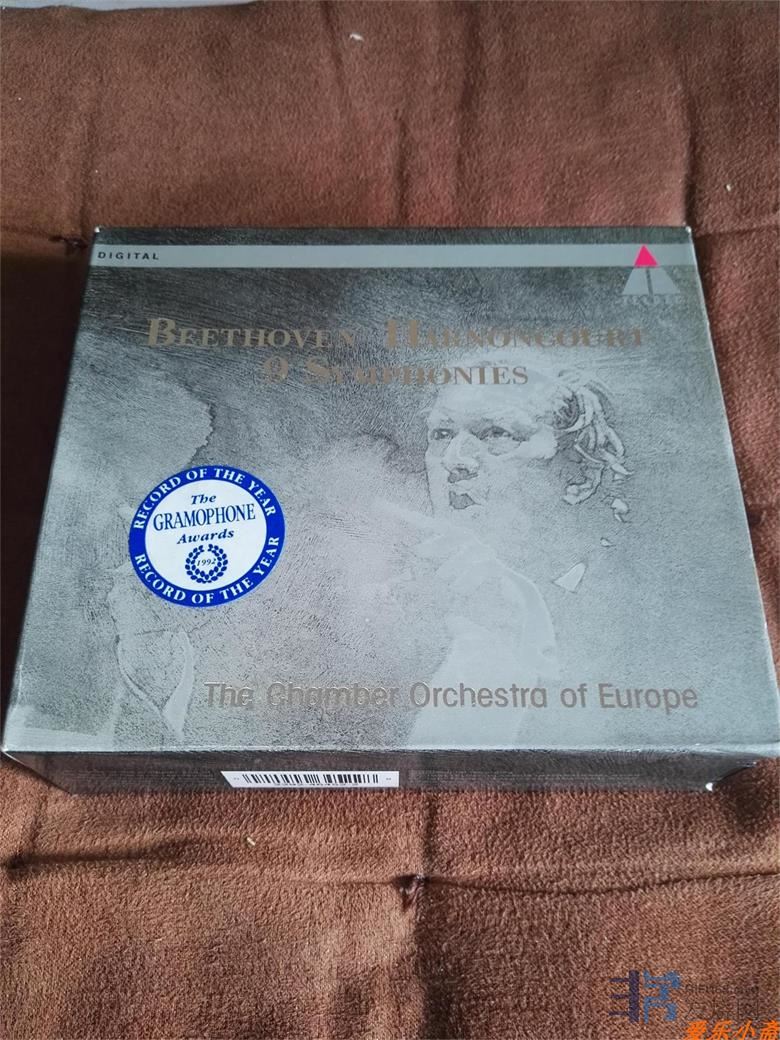 DIGITAL
BEETHOVEN HARNONCOURT
9 SYMPHONIES
RECORD OF THE YEAR
The
GRAMOPHONE
Awards
1992
RECORD OF THE YEAR
The Chamber Orchestra of Europe
爱乐小斋